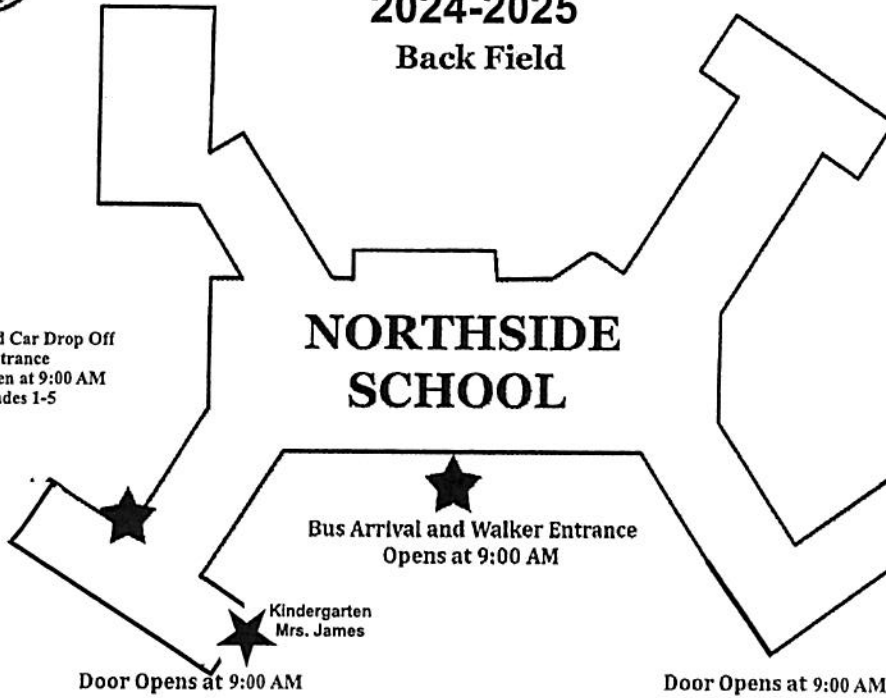 2024-2025
Back Field
NORTHSIDE
SCHOOL
Car Drop Off
at 9:00 AM
1-5
Bus Arrival and Walker Entrance
Opens at 9:00 AM
Kindergarten
Mrs. James
Door Opens at 9:00 AM
Door Opens at 9:00 AM